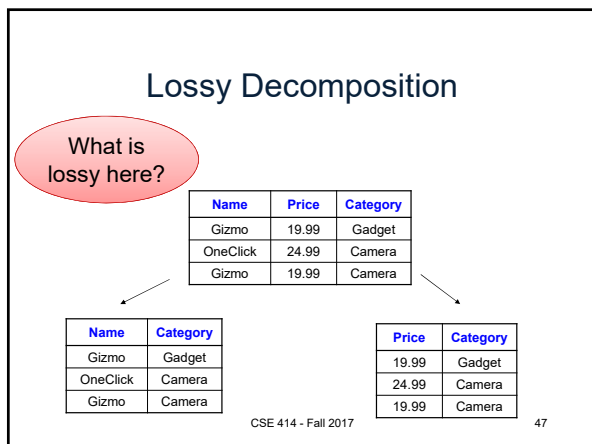 Lossy Decomposition
What is
lossy here?
Name Price Category
Gizmo 19.99 Gadget
OneClick 24.99 Camera
Gizmo 19.99 Camera
Name Category
Gizmo Gadget
OneClick Camera
Gizmo Camera
Price Category
19.99 Gadget
24.99 Camera
19.99 Camera
CSE 414 - Fall 2017 47